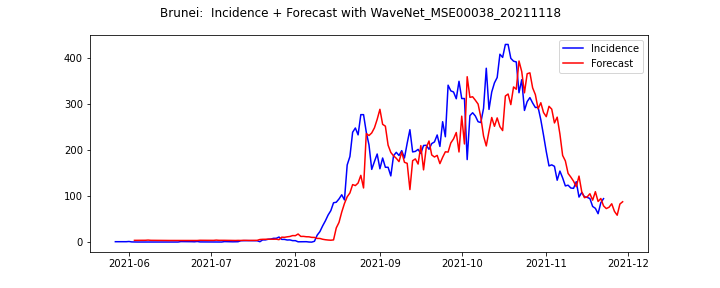 Brunei:  Incidence + Forecast with WaveNet_MSE00038_20211118
Incidence
Forecast
400
300
200
100
0
2021-06 2021-07 2021-08 2021-09 2021-10 2021-11 2021-12